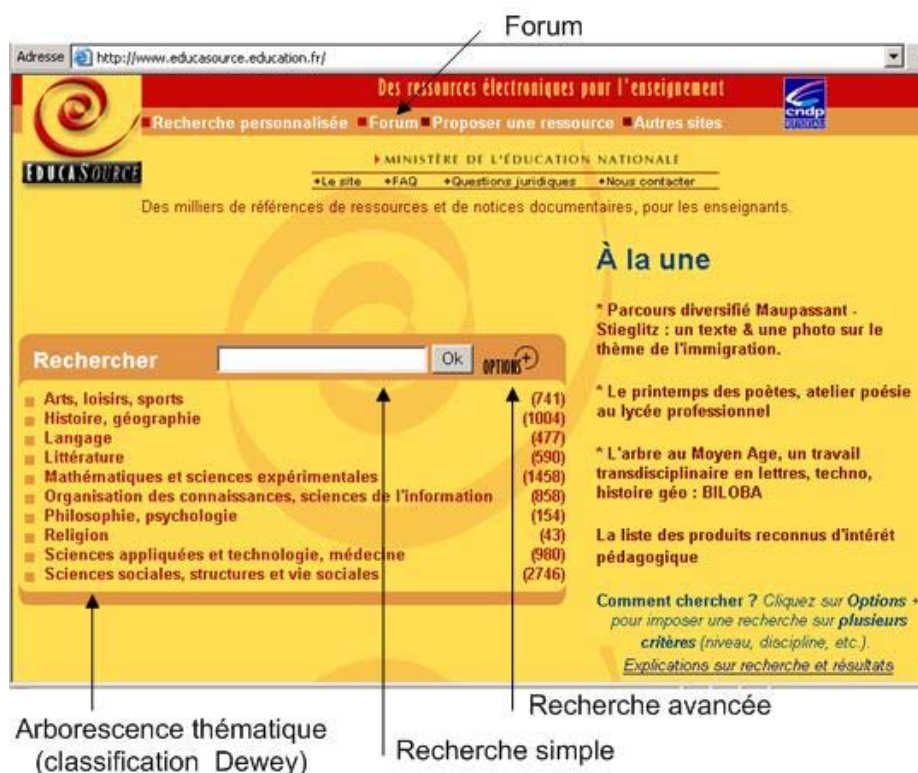 Forum
Adresse http://www.educasource.education.fr/
Des ressources électroniques pour l'enseignement
cndp
Recherche personnalisée Forum Proposer une ressource Autres sites
EDUCASOURCE
MINISTÈRE DE L'ÉDUCATION NATIONALE
+Le site +FAQ +Questions juridiques +Nous contacter
Des milliers de références de ressources et de notices documentaires, pour les enseignants.
Rechercher Ok OPTIONS+
Arts, loisirs, sports (741)
Histoire, géographie (1004)
Langage (477)
Littérature (590)
Mathématiques et sciences expérimentales (1458)
Organisation des connaissances, sciences de l'information (858)
Philosophie, psychologie (154)
Religion (43)
Sciences appliquées et technologie, médecine (980)
Sciences sociales, structures et vie sociales (2746)
À la une
* Parcours diversifié Maupassant -
Stieglitz : un texte & une photo sur le
thème de l'immigration.
* Le printemps des poètes, atelier poésie
au lycée professionnel
* L'arbre au Moyen Age, un travail
transdisciplinaire en lettres, techno,
histoire géo : BILOBA
La liste des produits reconnus d'intérêt
pédagogique
Comment chercher ? Cliquez sur Options +
pour imposer une recherche sur plusieurs
critères (niveau, discipline, etc.).
Explications sur recherche et résultats
Arborescence thématique
(classification Dewey)
Recherche simple
Recherche avancée